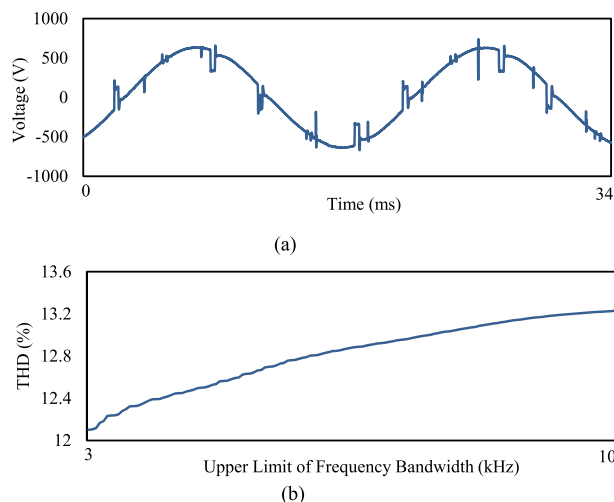 1000
500
0
-500
-1000
Voltage (V)
0
34
Time (ms)
(a)
13.6
13.2
12.8
12.4
12
THD (%)
3
10
Upper Limit of Frequency Bandwidth (kHz)
(b)